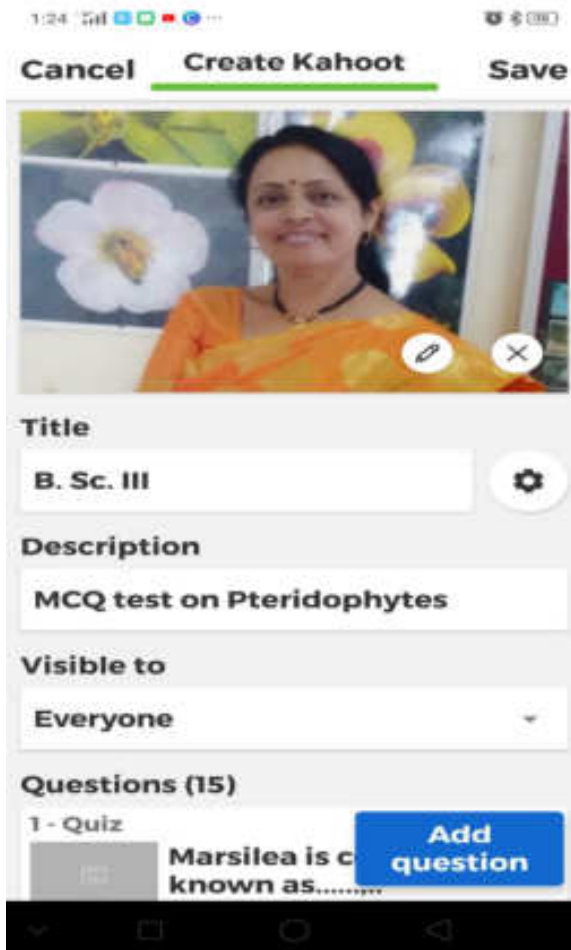 1:24
Cancel Create Kahoot Save
Title
B. Sc. III
Description
MCQ test on Pteridophytes
Visible to
Everyone
Questions (15)
1 - Quiz
Add
question
Marsilea is c
known as